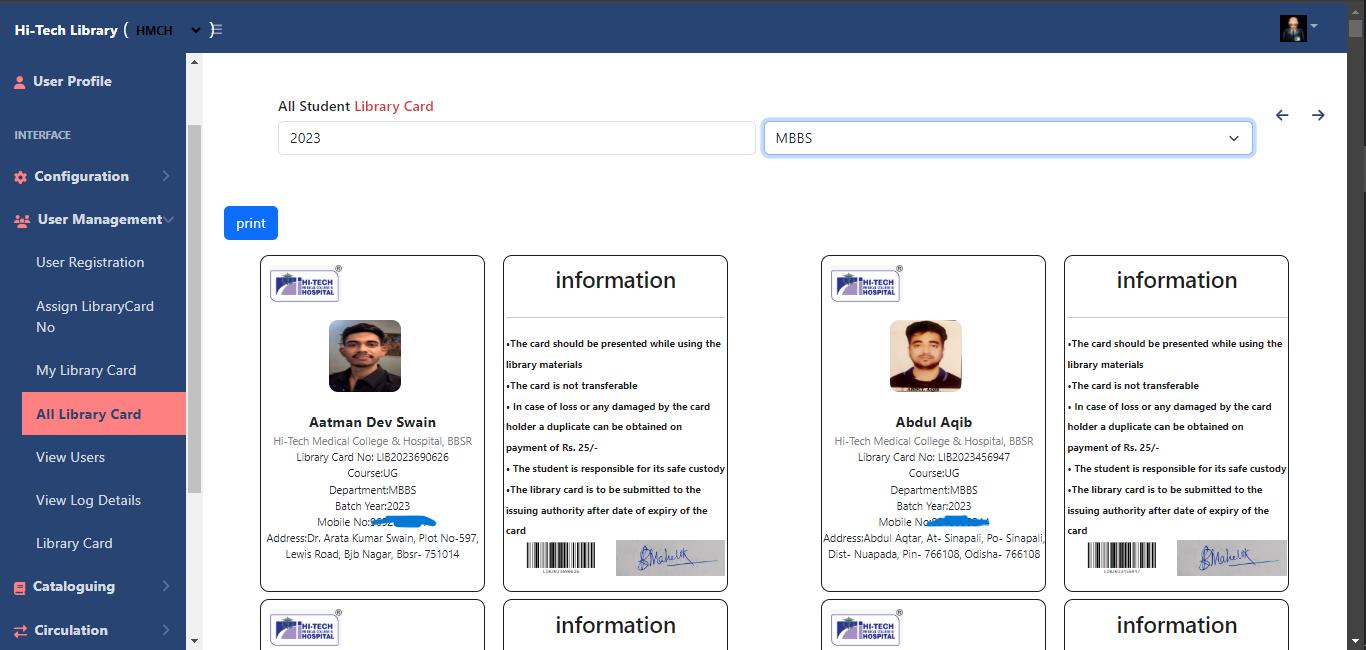 Hi-Tech Library ( HMCH )
User Profile
INTERFACE
Configuration
User Management
User Registration
Assign LibraryCard
No
My Library Card
All Library Card
View Users
View Log Details
Library Card
Cataloguing
Circulation
All Student Library Card
2023
MBBS
print
HI-TECH
MEDICAL COLLEGE &
HOSPITAL
®
Aatman Dev Swain
Hi-Tech Medical College & Hospital, BBSR
Library Card No: LIB2023690626
Course:UG
Department:MBBS
Batch Year:2023
Mobile No:
Address:Dr. Arata Kumar Swain, Plot No-597,
Lewis Road, Bjb Nagar, Bbsr- 751014
information
•The card should be presented while using the
library materials
•The card is not transferable
• In case of loss or any damaged by the card
holder a duplicate can be obtained on
payment of Rs. 25/-
• The student is responsible for its safe custody
•The library card is to be submitted to the
issuing authority after date of expiry of the
card
LIB2023690626
HI-TECH
MEDICAL COLLEGE &
HOSPITAL
®
ABDUL AQIB
Abdul Aqib
Hi-Tech Medical College & Hospital, BBSR
Library Card No: LIB2023456947
Course:UG
Department:MBBS
Batch Year:2023
Mobile No:
Address:Abdul Aqtar, At- Sinapali, Po- Sinapali,
Dist- Nuapada, Pin- 766108, Odisha- 766108
information
•The card should be presented while using the
library materials
•The card is not transferable
• In case of loss or any damaged by the card
holder a duplicate can be obtained on
payment of Rs. 25/-
• The student is responsible for its safe custody
•The library card is to be submitted to the
issuing authority after date of expiry of the
card
LIB2023456947
HI-TECH
MEDICAL COLLEGE &
HOSPITAL
®
information
HI-TECH
MEDICAL COLLEGE &
HOSPITAL
®
information